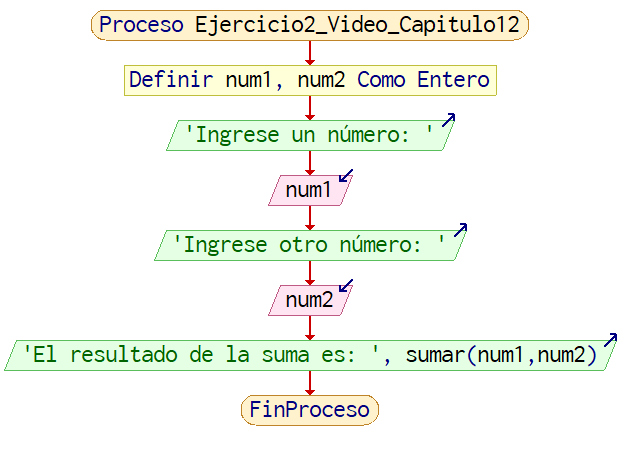 Proceso Ejercicio2_Video_Capitulo12
Definir num1, num2 Como Entero
'Ingrese un número: '
num1
'Ingrese otro número: '
num2
'El resultado de la suma es: ', sumar(num1,num2)
FinProceso